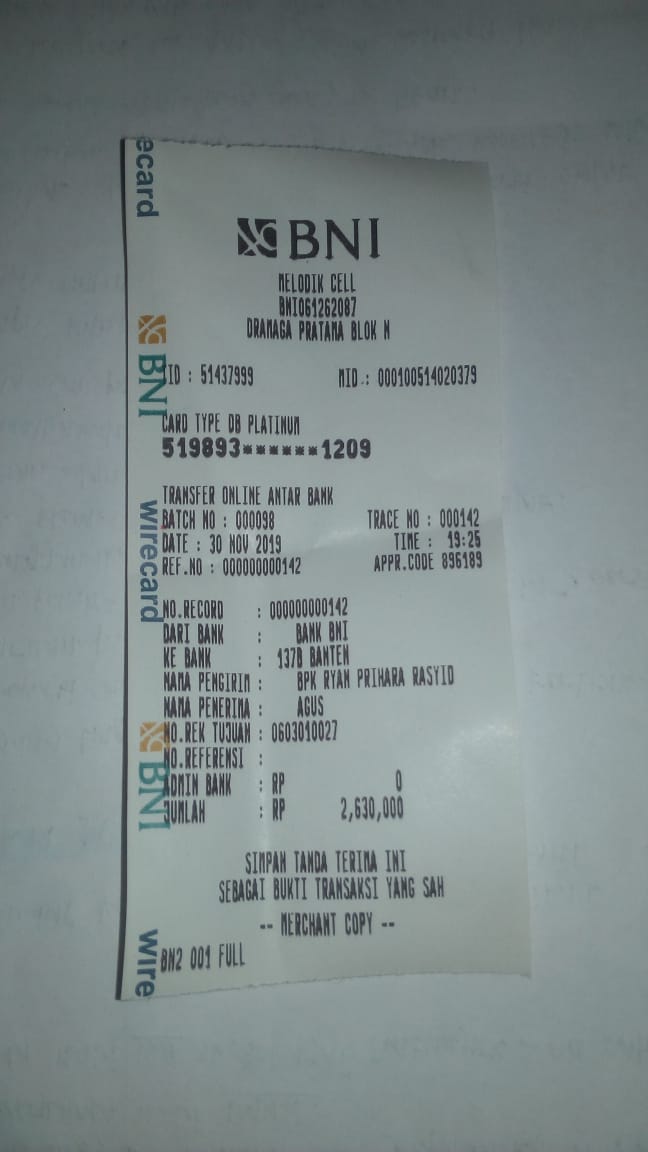 ecard
BNI
MELODIK CELL
BNI061262087
DRAMAGA PRATAMA BLOK M
TID : 51437999 MID : 000100514020379
BNI
CARD TYPE DB PLATINUM
519893******1209
TRANSFER ONLINE ANTAR BANK
wirecard
BATCH NO : 000098 TRACE NO : 000142
DATE : 30 NOV 2019 TIME : 19:25
REF.NO : 000000000142 APPR.CODE 896189
NO.RECORD : 000000000142
DARI BANK : BANK BNI
KE BANK : 137B BANTEN
NAMA PENGIRIM : BPK RYAN PRIHARA RASYID
NAMA PENERIMA : AGUS
NO.REK TUJUAN : 0603010027
NO.REFERENSI :
BNI
ADMIN BANK : RP 0
JUMLAH : RP 2,630,000
SIMPAN TANDA TERIMA INI
SEBAGAI BUKTI TRANSAKSI YANG SAH
-- MERCHANT COPY --
wire
BN2 001 FULL